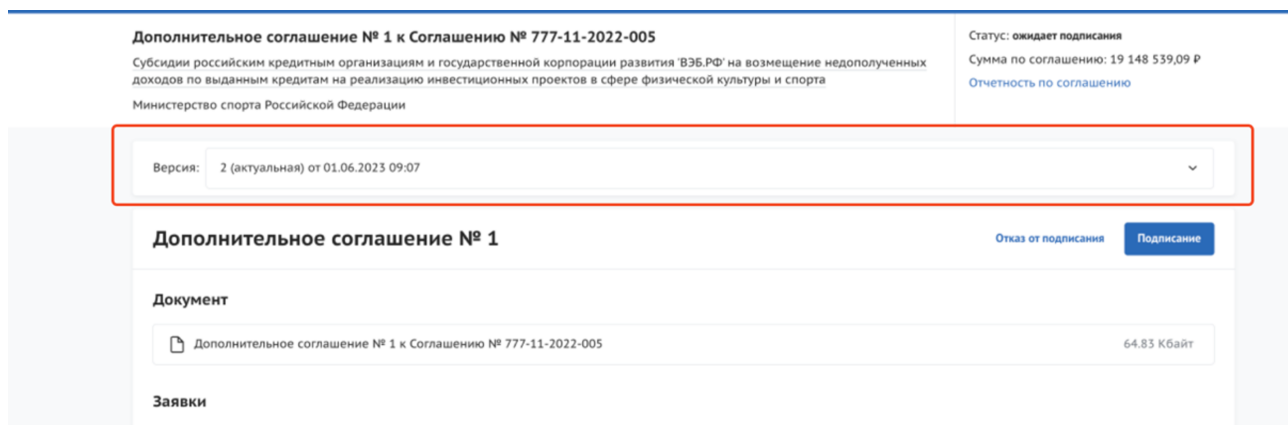 Дополнительное соглашение № 1 к Соглашению № 777-11-2022-005
Субсидии российским кредитным организациям и государственной корпорации развития 'ВЭБ.РФ' на возмещение недополученных
доходов по выданным кредитам на реализацию инвестиционных проектов в сфере физической культуры и спорта
Министерство спорта Российской Федерации
Статус: ожидает подписания
Сумма по соглашению: 19 148 539,09 ₽
Отчетность по соглашению
Версия: 2 (актуальная) от 01.06.2023 09:07
Дополнительное соглашение № 1
Отказ от подписания
Подписание
Документ
Дополнительное соглашение № 1 к Соглашению № 777-11-2022-005
64.83 Кбайт
Заявки